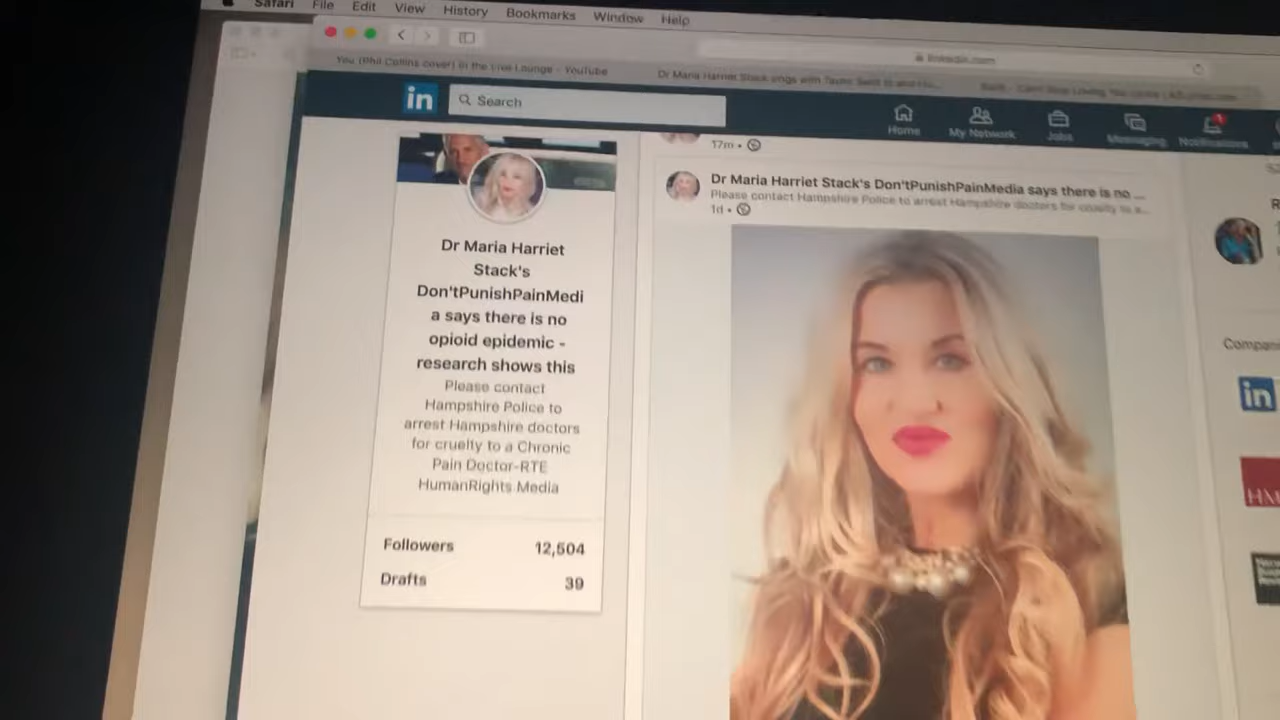 Safari File Edit View History Bookmarks Window Help
linkedin.com
You (Phil Collins cover) in the Live Lounge - YouTube
Dr Maria Harriet Stack sings with
in Search
Home My Network Jobs Messaging Notifications
17m •
Dr Maria Harriet Stack's Don'tPunishPainMedia says there is no ...
Please contact Hampshire Police to arrest Hampshire doctors for cruelty to a...
1d •
Dr Maria Harriet
Stack's
Don'tPunishPainMedi
a says there is no
opioid epidemic -
research shows this
Please contact
Hampshire Police to
arrest Hampshire doctors
for cruelty to a Chronic
Pain Doctor-RTE
HumanRights Media
Followers 12,504
Drafts 39
in